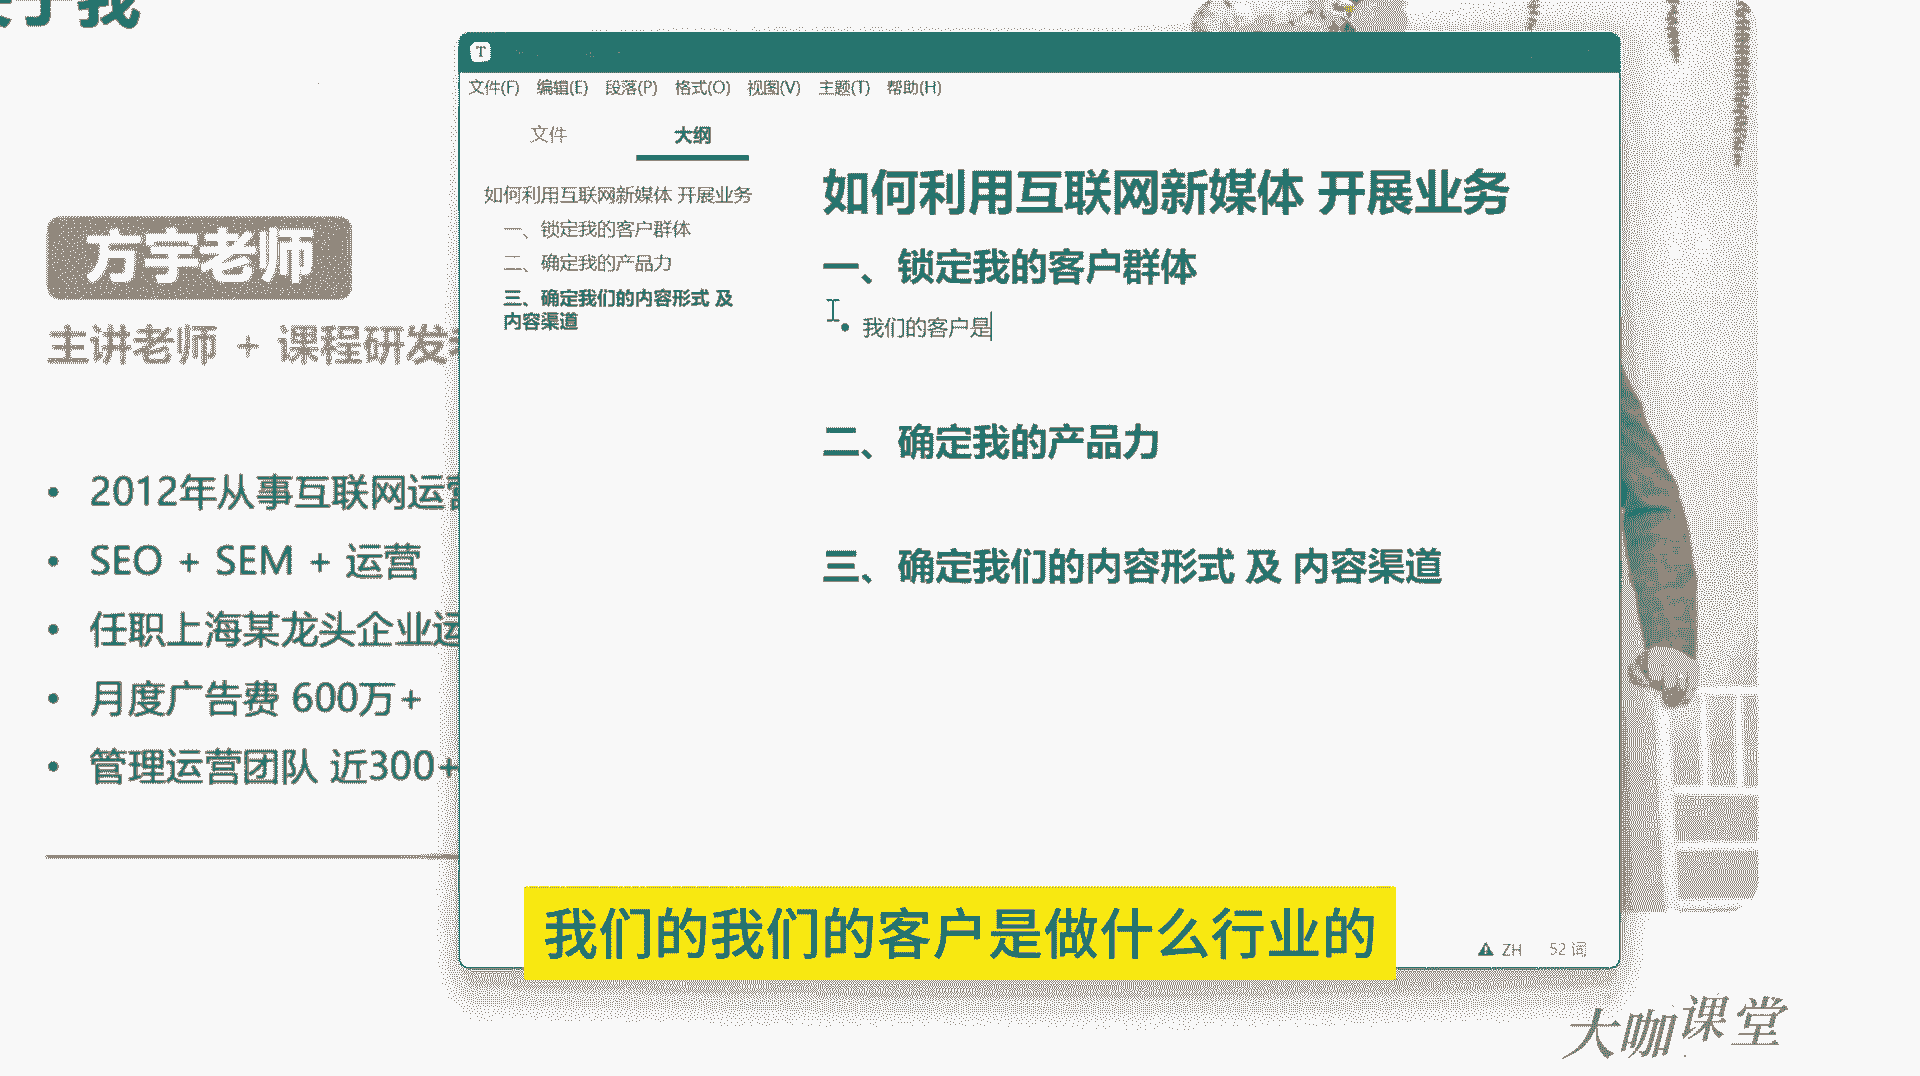 我
方宇老师
主讲老师 + 课程研发
• 2012年从事互联网运营
• SEO + SEM + 运营
• 任职上海某龙头企业运
• 月度广告费 600万+
• 管理运营团队 近300+
T
文件(F) 编辑(E) 段落(P) 格式(O) 视图(V) 主题(T) 帮助(H)
文件 大纲
如何利用互联网新媒体 开展业务
一、锁定我的客户群体
二、确定我的产品力
三、确定我们的内容形式 及
内容渠道
如何利用互联网新媒体 开展业务
一、锁定我的客户群体
• 我们的客户是
二、确定我的产品力
三、确定我们的内容形式 及 内容渠道
ZH 52 词
我们的我们的客户是做什么行业的
大咖课堂